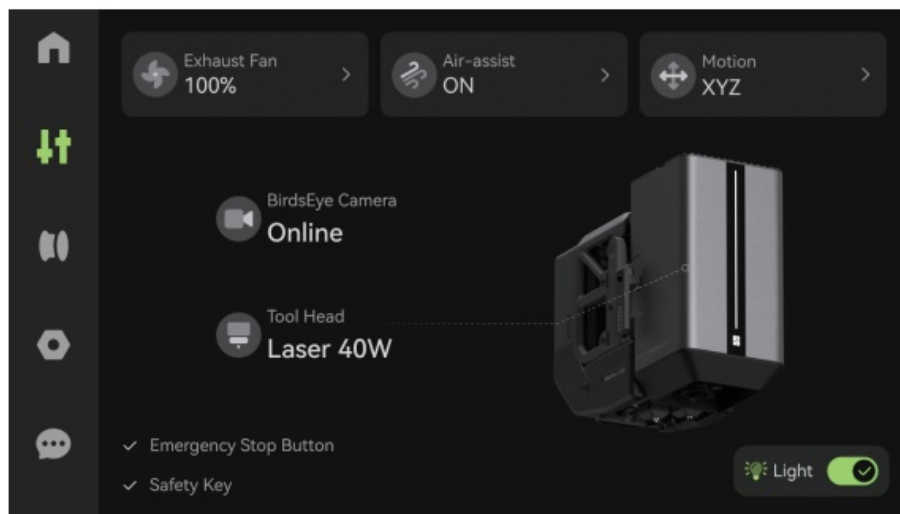 Exhaust Fan
100%
Air-assist
ON
Motion
XYZ
BirdsEye Camera
Online
Tool Head
Laser 40W
Emergency Stop Button
Safety Key
Light